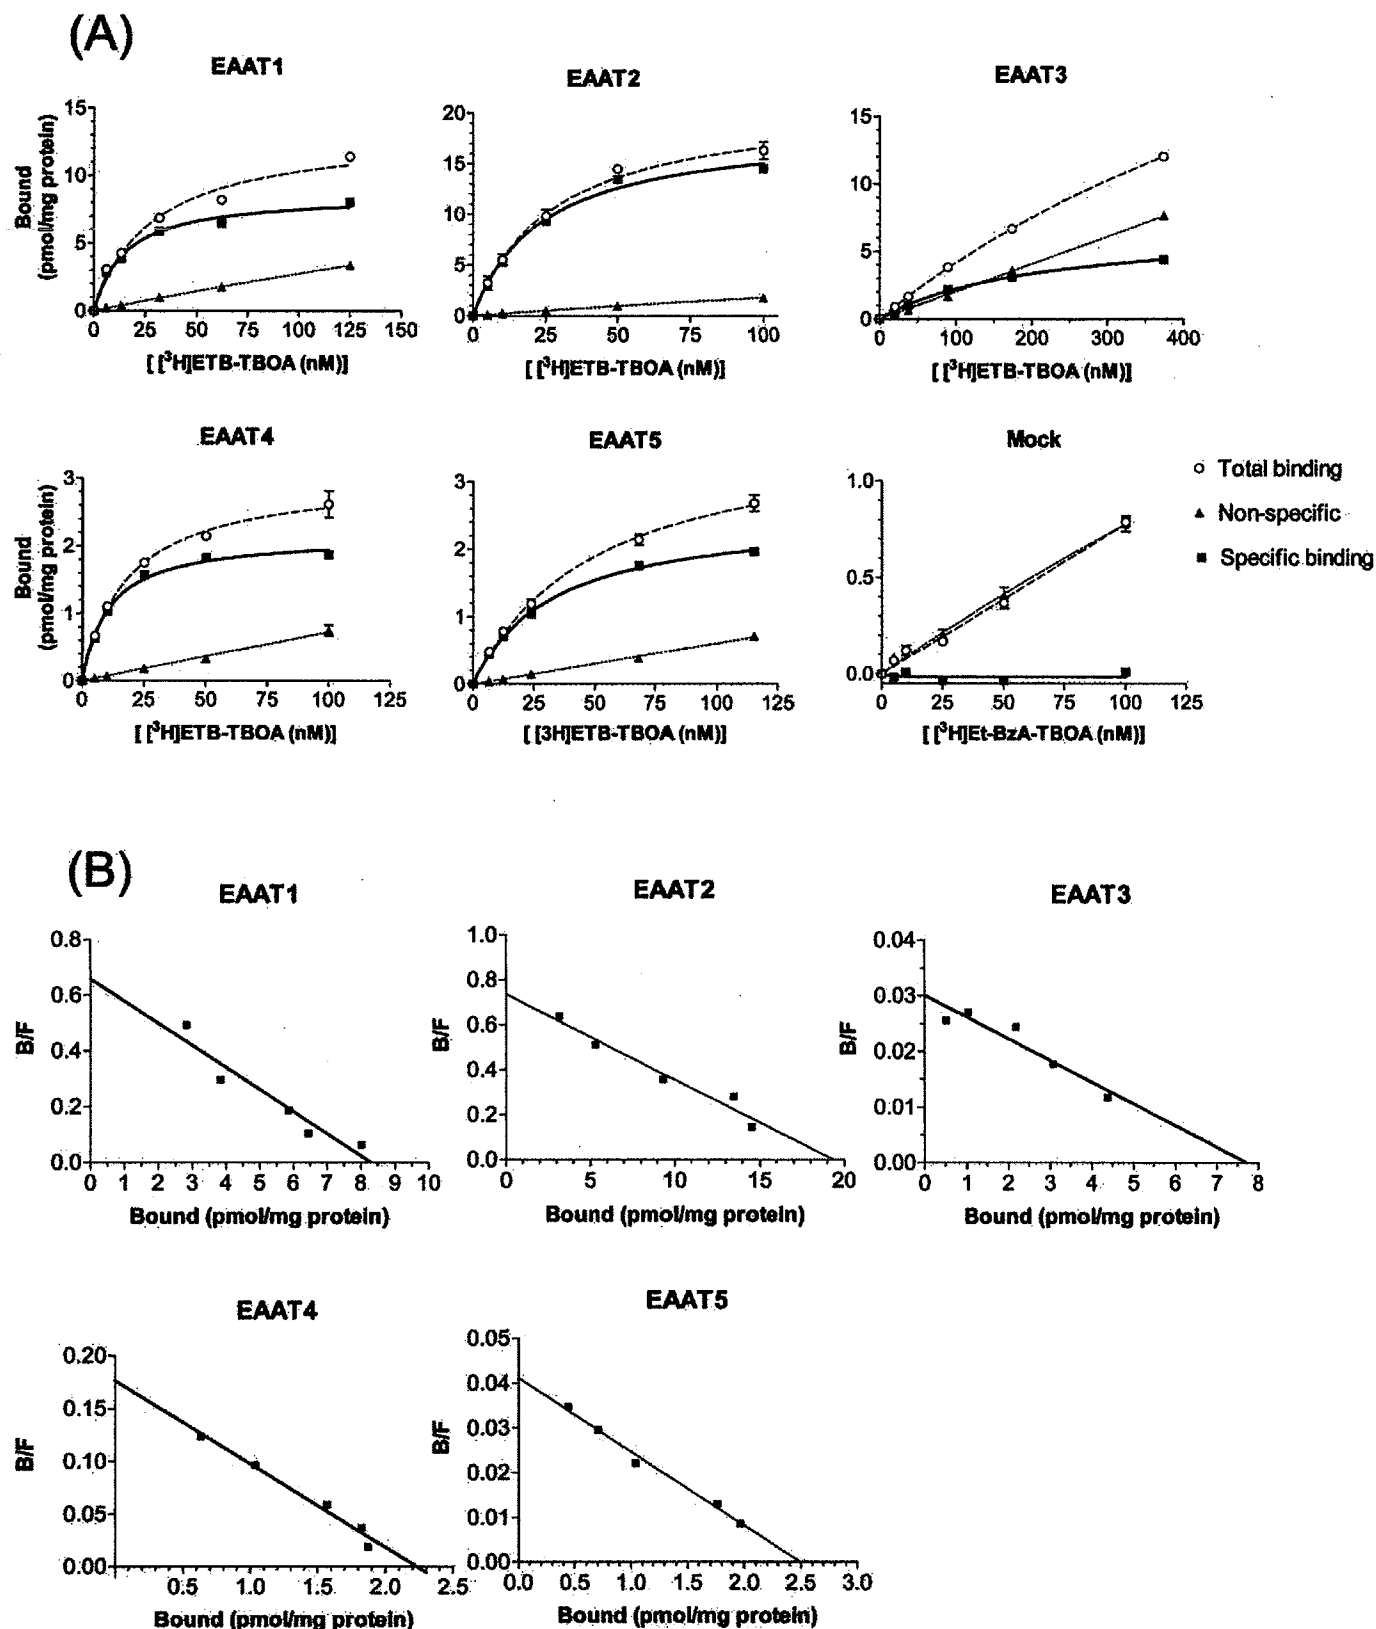 (A)
EAAT1
EAAT2
EAAT3
Bound
(pmol/mg protein)
15
10
5
0
0 25 50 75 100 125 150
[ [³H]ETB-TBOA (nM)]
20
15
10
5
0
0 25 50 75 100
[ [³H]ETB-TBOA (nM)]
15
10
5
0
0 100 200 300 400
[ [³H]ETB-TBOA (nM)]
EAAT4
EAAT5
Mock
Bound
(pmol/mg protein)
3
2
1
0
0 25 50 75 100 125
[ [³H]ETB-TBOA (nM)]
3
2
1
0
0 25 50 75 100 125
[ [3H]ETB-TBOA (nM)]
1.0
0.5
0.0
0 25 50 75 100 125
[ [³H]Et-BzA-TBOA (nM)]
Total binding
Non-specific
Specific binding
(B)
EAAT1
EAAT2
EAAT3
B/F
0.8
0.6
0.4
0.2
0.0
0 1 2 3 4 5 6 7 8 9 10
Bound (pmol/mg protein)
B/F
1.0
0.8
0.6
0.4
0.2
0.0
0 5 10 15 20
Bound (pmol/mg protein)
B/F
0.04
0.03
0.02
0.01
0.00
0 1 2 3 4 5 6 7 8
Bound (pmol/mg protein)
EAAT4
EAAT5
B/F
0.20
0.15
0.10
0.05
0.00
0.5 1.0 1.5 2.0 2.5
Bound (pmol/mg protein)
B/F
0.05
0.04
0.03
0.02
0.01
0.00
0.0 0.5 1.0 1.5 2.0 2.5 3.0
Bound (pmol/mg protein)